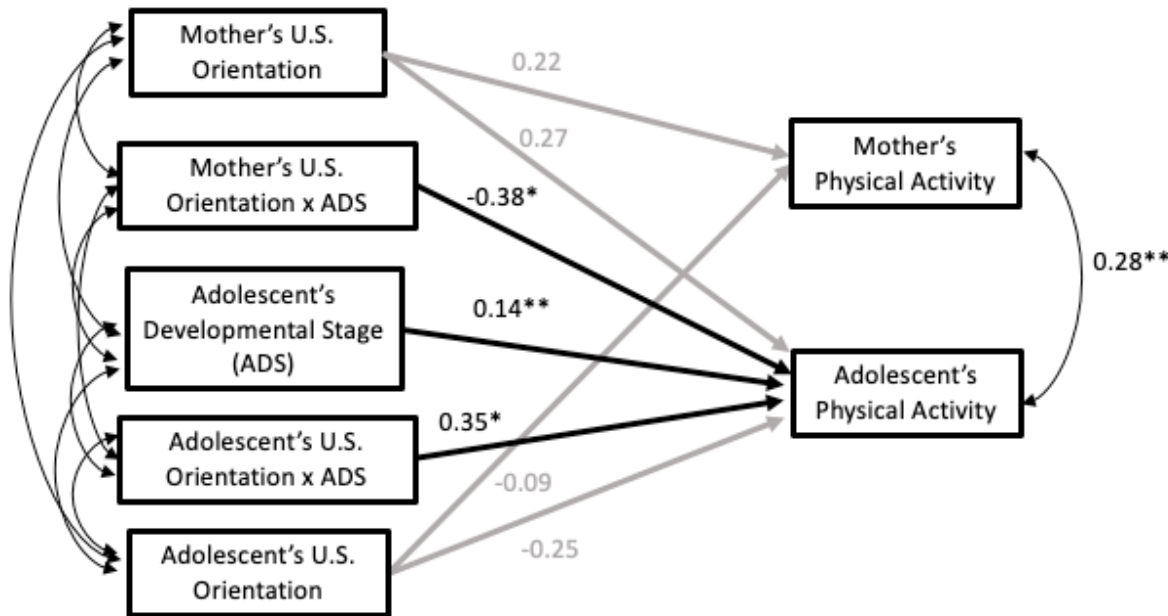 Mother's U.S.
Orientation
Mother's U.S.
Orientation x ADS
Adolescent's
Developmental Stage
(ADS)
Adolescent's U.S.
Orientation x ADS
Adolescent's U.S.
Orientation
0.22
0.27
-0.38*
0.14**
0.35*
-0.09
-0.25
Mother's
Physical Activity
Adolescent's
Physical Activity
0.28**